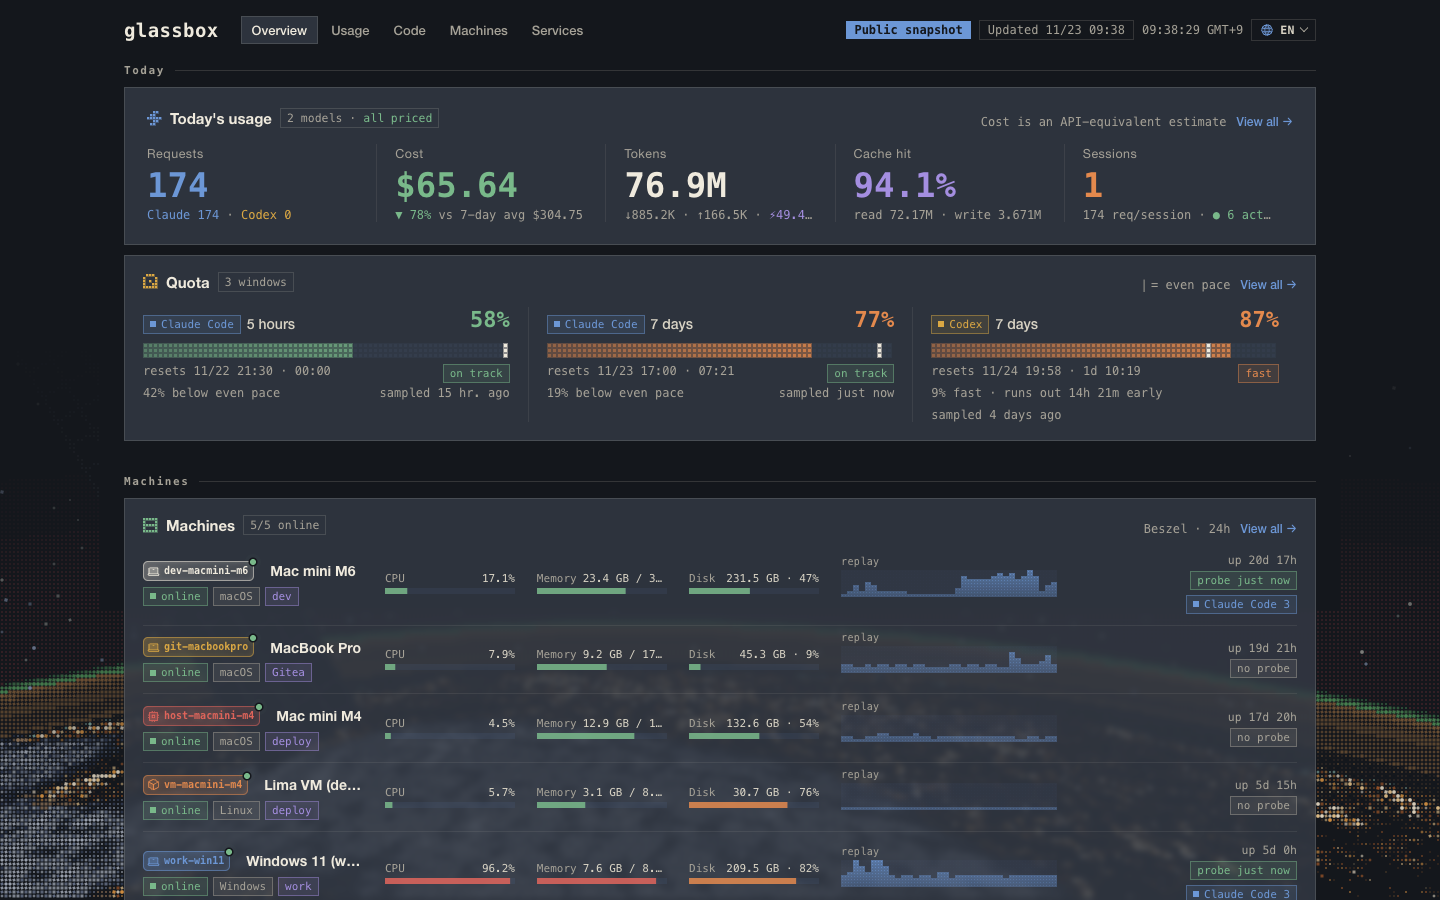 glassbox Overview Usage Code Machines Services Public snapshot Updated 11/23 09:38 09:38:29 GMT+9 EN
Today
Today's usage 2 models · all priced Cost is an API-equivalent estimate View all →
Requests Cost Tokens Cache hit Sessions
174 $65.64 76.9M 94.1% 1
Claude 174 · Codex 0 ▼ 78% vs 7-day avg $304.75 ↓885.2K · ↑166.5K · ⚡49.4… read 72.17M · write 3.671M 174 req/session · ● 6 act…
Quota 3 windows | = even pace View all →
Claude Code 5 hours 58% Claude Code 7 days 77% Codex 7 days 87%
resets 11/22 21:30 · 00:00 on track resets 11/23 17:00 · 07:21 on track resets 11/24 19:58 · 1d 10:19 fast
42% below even pace sampled 15 hr. ago 19% below even pace sampled just now 9% fast · runs out 14h 21m early
sampled 4 days ago
Machines
Machines 5/5 online Beszel · 24h View all →
dev-macmini-m6 Mac mini M6 CPU 17.1% Memory 23.4 GB / 3… Disk 231.5 GB · 47% replay up 20d 17h
online macOS dev probe just now
Claude Code 3
git-macbookpro MacBook Pro CPU 7.9% Memory 9.2 GB / 17… Disk 45.3 GB · 9% replay up 19d 21h
online macOS Gitea no probe
host-macmini-m4 Mac mini M4 CPU 4.5% Memory 12.9 GB / 1… Disk 132.6 GB · 54% replay up 17d 20h
online macOS deploy no probe
vm-macmini-m4 Lima VM (de… CPU 5.7% Memory 3.1 GB / 8.… Disk 30.7 GB · 76% replay up 5d 15h
online Linux deploy no probe
work-win11 Windows 11 (w… CPU 96.2% Memory 7.6 GB / 8.… Disk 209.5 GB · 82% replay up 5d 0h
online Windows work probe just now
Claude Code 3